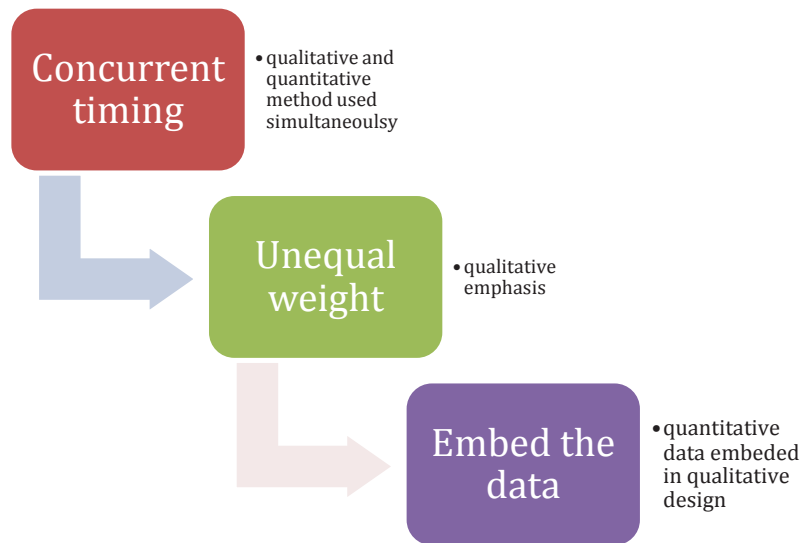 Concurrent
timing
•qualitative and
quantitative
method used
simultaneoulsy
Unequal
weight
•qualitative
emphasis
Embed the
data
•quantitative
data embeded
in qualitative
design